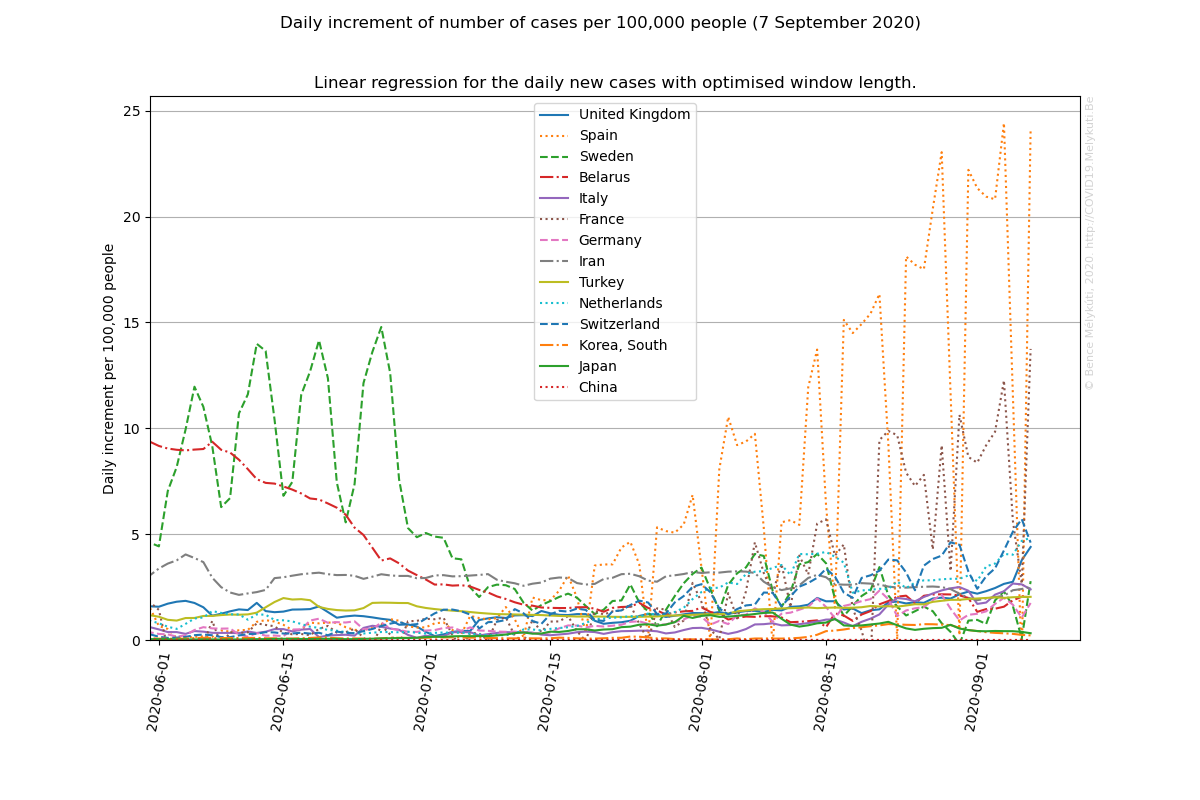 Daily increment of number of cases per 100,000 people (7 September 2020)
Linear regression for the daily new cases with optimised window length.
Daily increment per 100,000 people
25
20
15
10
5
0
United Kingdom
Spain
Sweden
Belarus
Italy
France
Germany
Iran
Turkey
Netherlands
Switzerland
Korea, South
Japan
China
2020-06-01
2020-06-15
2020-07-01
2020-07-15
2020-08-01
2020-08-15
2020-09-01
© Bence Mélykúti, 2020 http://COVID19.Melykuti.Be